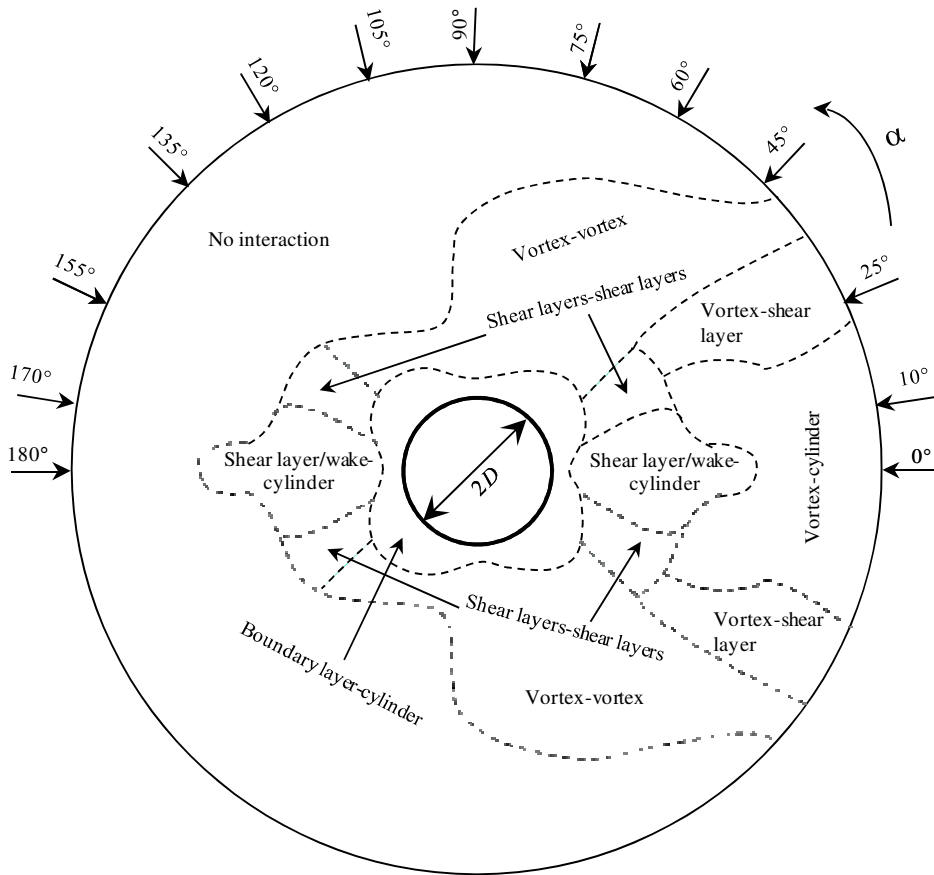 105°
90°
75°
120°
60°
135°
45°
α
No interaction
Vortex-vortex
155°
25°
Shear layers-shear layers
Vortex-shear
layer
170°
10°
180°
0°
Shear layer/wake-
cylinder
2D
Shear layer/wake-
cylinder
Vortex-cylinder
Shear layers-shear layers
Vortex-shear
layer
Boundary layer-cylinder
Vortex-vortex